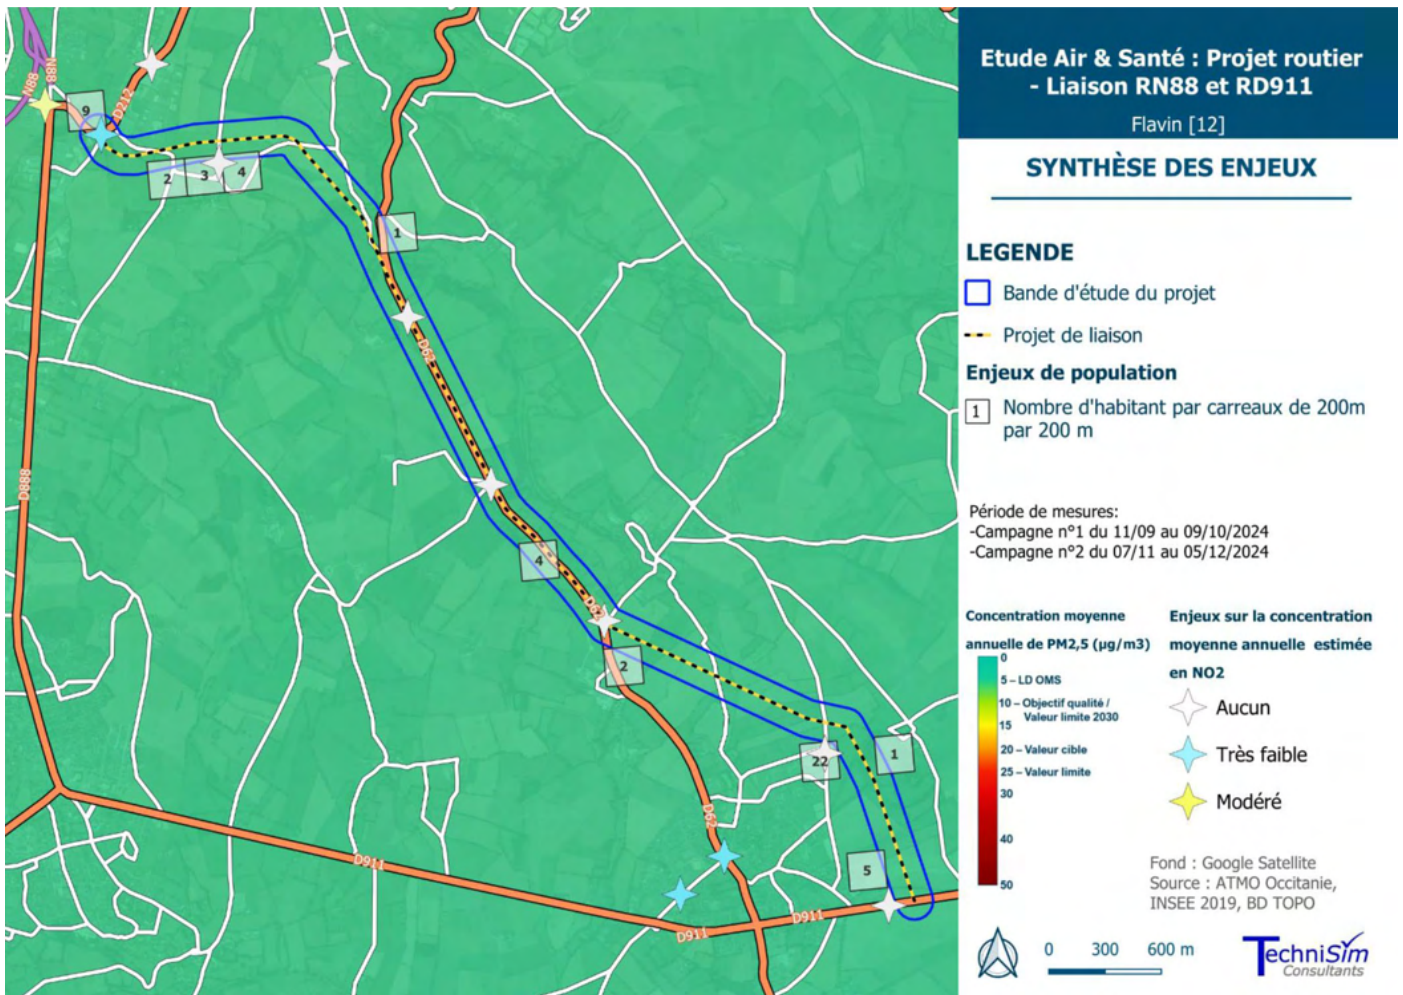 Etude Air & Santé : Projet routier
- Liaison RN88 et RD911
Flavin [12]
SYNTHÈSE DES ENJEUX
LEGENDE
Bande d'étude du projet
Projet de liaison
Enjeux de population
1
Nombre d'habitant par carreaux de 200m
par 200 m
Période de mesures:
-Campagne n°1 du 11/09 au 09/10/2024
-Campagne n°2 du 07/11 au 05/12/2024
Concentration moyenne
annuelle de PM2,5 (µg/m3)
0
5 – LD OMS
10 – Objectif qualité /
Valeur limite 2030
15
20 – Valeur cible
25 – Valeur limite
30
40
50
Enjeux sur la concentration
moyenne annuelle estimée
en NO2
Aucun
Très faible
Modéré
Fond : Google Satellite
Source : ATMO Occitanie,
INSEE 2019, BD TOPO
0 300 600 m
TechniSim
Consultants
N88
N88
D212
9
2
3
4
1
D62
D888
4
D62
2
22
1
D62
5
D911
D911
D911